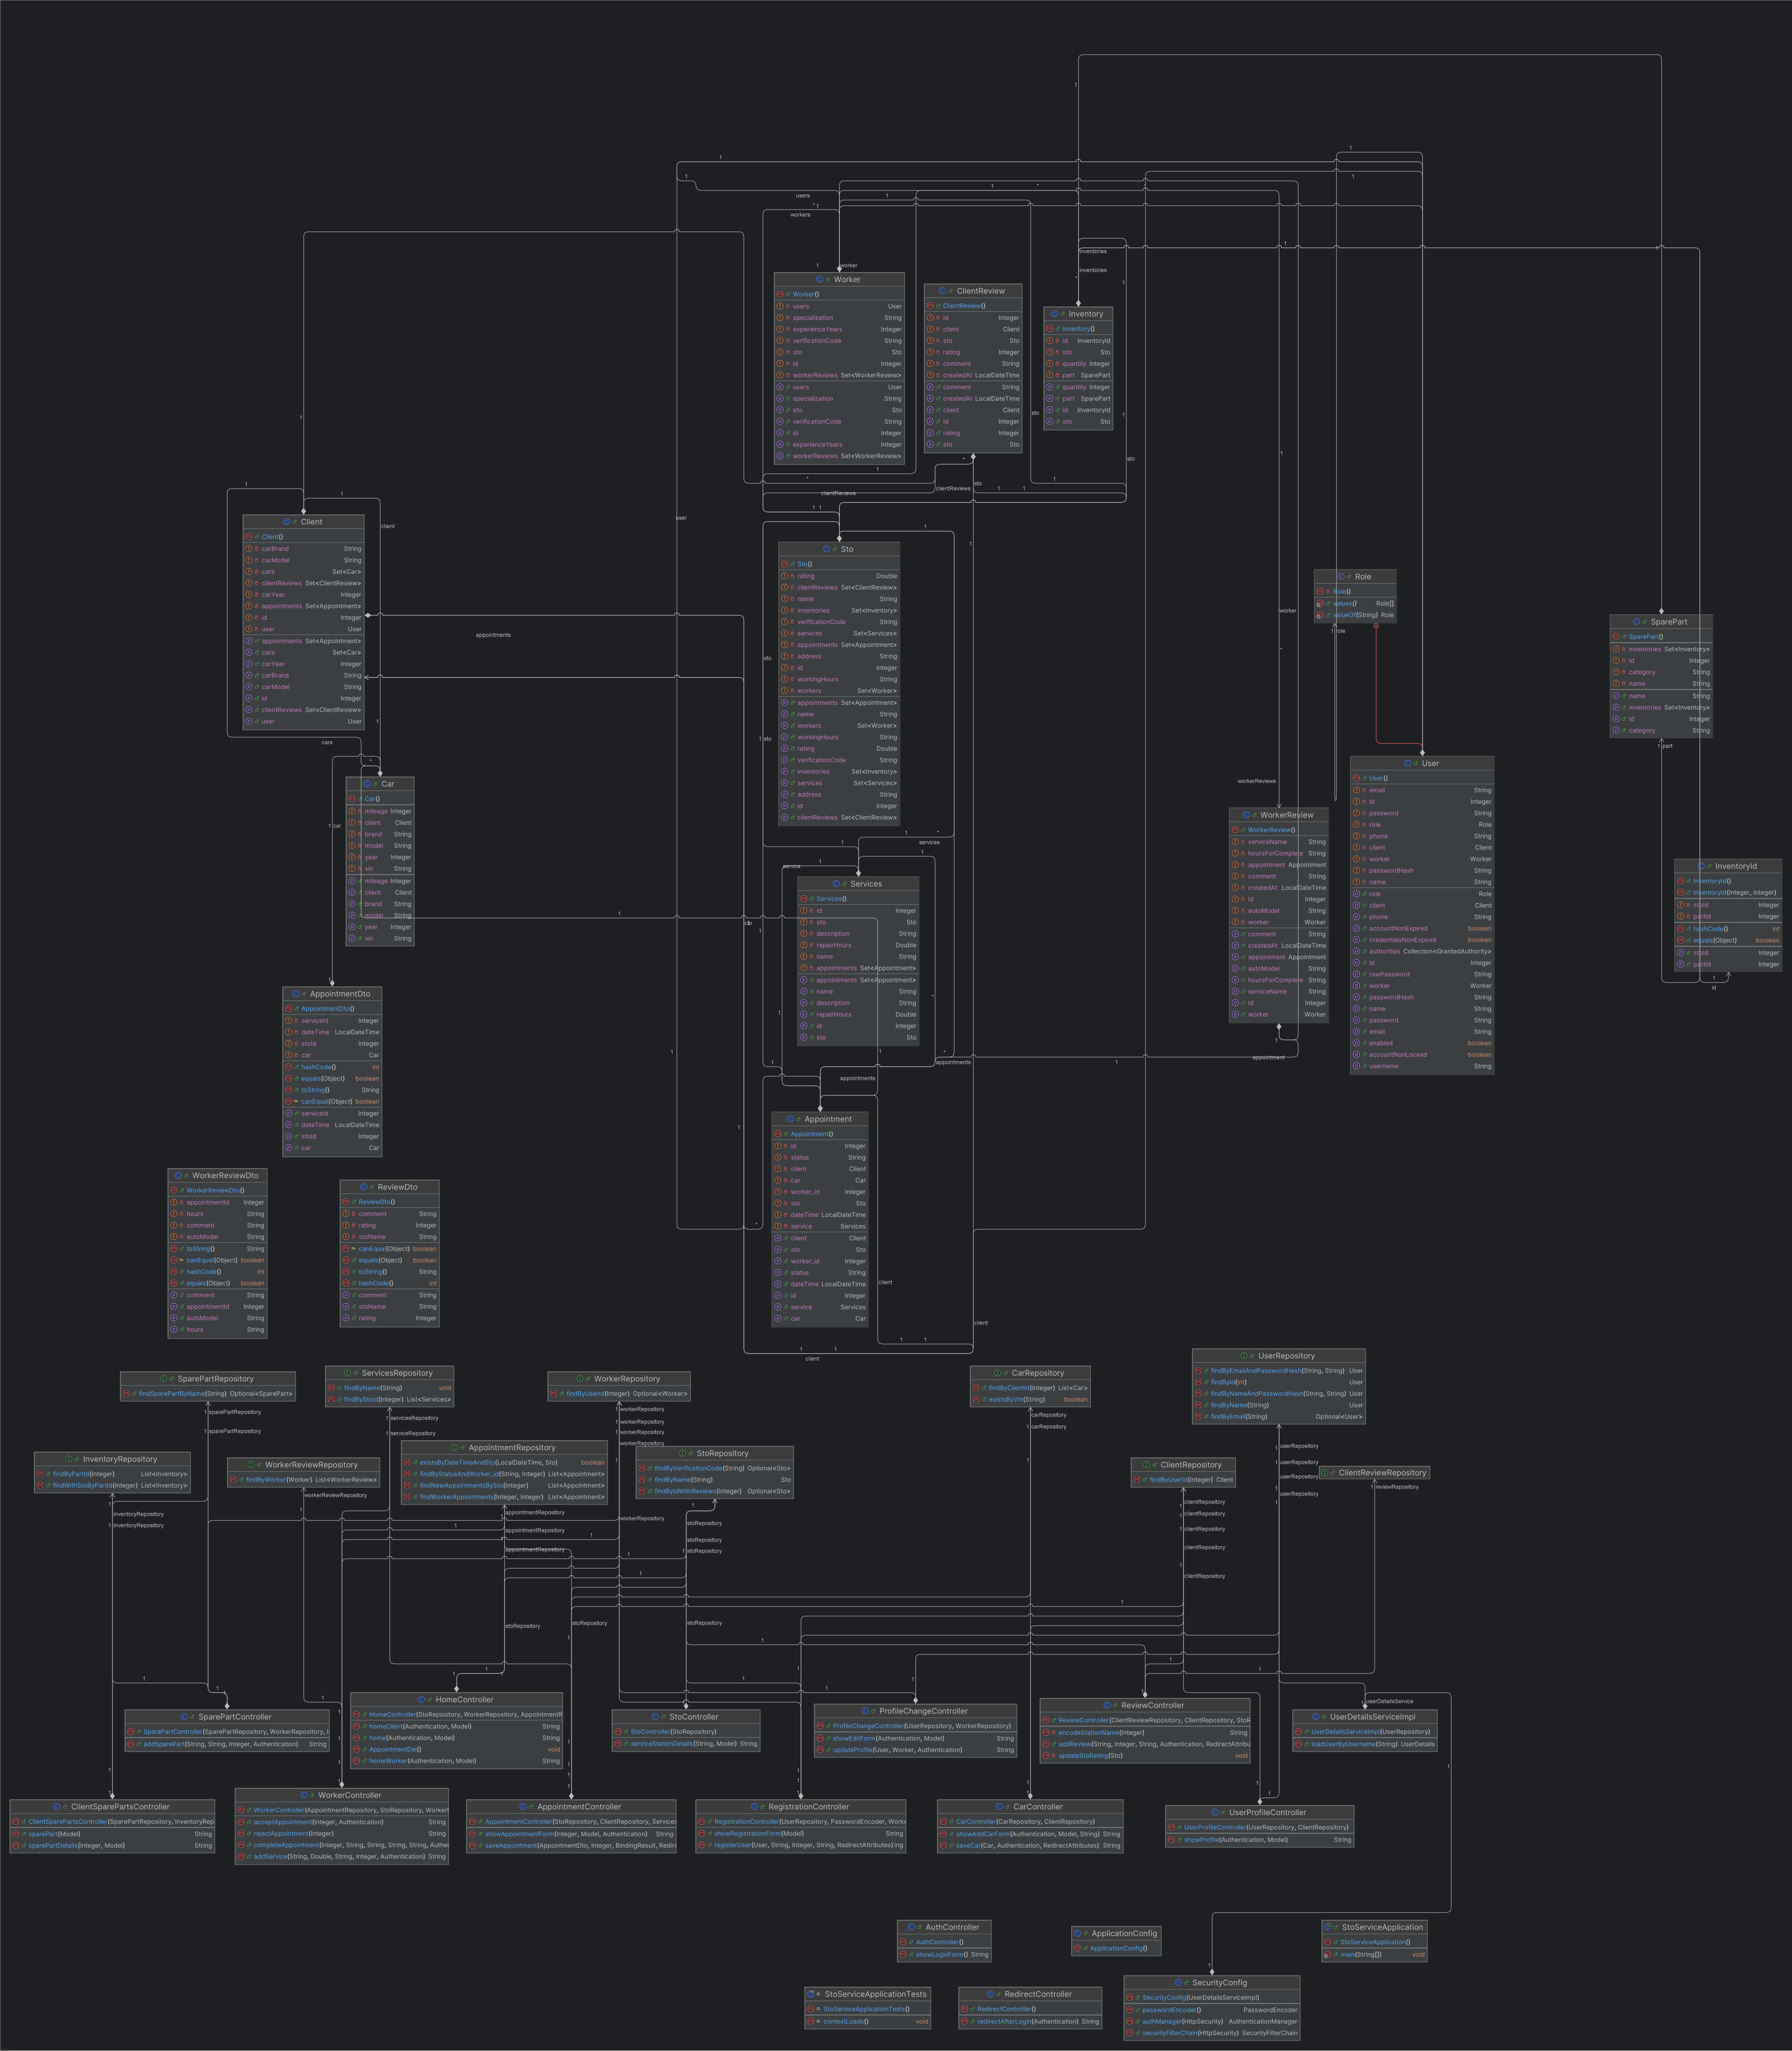 Worker
Worker()
users User
specialization String
experienceYears Integer
verificationCode String
sto Sto
id Integer
workerReviews Set<WorkerReview>
users User
specialization String
sto Sto
verificationCode String
id Integer
experienceYears Integer
workerReviews Set<WorkerReview>
ClientReview
ClientReview()
id Integer
client Client
sto Sto
rating Integer
comment String
createdAt LocalDateTime
comment String
createdAt LocalDateTime
client Client
id Integer
rating Integer
sto Sto
Inventory
Inventory()
id InventoryId
sto Sto
quantity Integer
part SparePart
quantity Integer
part SparePart
id InventoryId
sto Sto
Client
Client()
carBrand String
carModel String
cars Set<Car>
clientReviews Set<ClientReview>
carYear Integer
appointments Set<Appointment>
id Integer
user User
appointments Set<Appointment>
cars Set<Car>
carYear Integer
carBrand String
carModel String
id Integer
clientReviews Set<ClientReview>
user User
Sto
Sto()
rating Double
clientReviews Set<ClientReview>
name String
inventories Set<Inventory>
verificationCode String
services Set<Services>
appointments Set<Appointment>
address String
id Integer
workingHours String
workers Set<Worker>
appointments Set<Appointment>
name String
workers Set<Worker>
workingHours String
rating Double
verificationCode String
inventories Set<Inventory>
services Set<Services>
address String
id Integer
clientReviews Set<ClientReview>
Role
Role()
values() Role[]
valueOf(String) Role
SparePart
SparePart()
inventories Set<Inventory>
id Integer
category String
name String
name String
inventories Set<Inventory>
id Integer
category String
User
User()
email String
id Integer
password String
role Role
phone String
client Client
worker Worker
passwordHash String
name String
role Role
client Client
phone String
accountNonExpired boolean
credentialsNonExpired boolean
authorities Collection<GrantedAuthority>
id Integer
rawPassword String
worker Worker
passwordHash String
name String
password String
email String
enabled boolean
accountNonLocked boolean
username String
Car
Car()
mileage Integer
client Client
brand String
model String
year Integer
vin String
mileage Integer
client Client
brand String
model String
year Integer
vin String
WorkerReview
WorkerReview()
serviceName String
hoursForComplete String
appointment Appointment
comment String
createdAt LocalDateTime
id Integer
autoModel String
worker Worker
comment String
createdAt LocalDateTime
appointment Appointment
autoModel String
hoursForComplete String
serviceName String
id Integer
worker Worker
InventoryId
InventoryId()
InventoryId(Integer, Integer)
stoId Integer
partId Integer
hashCode() int
equals(Object) boolean
stoId Integer
partId Integer
Services
Services()
id Integer
sto Sto
description String
repairHours Double
name String
appointments Set<Appointment>
appointments Set<Appointment>
name String
description String
repairHours Double
id Integer
sto Sto
AppointmentDto
AppointmentDto()
serviceId Integer
dateTime LocalDateTime
stoId Integer
car Car
hashCode() int
equals(Object) boolean
toString() String
canEqual(Object) boolean
serviceId Integer
dateTime LocalDateTime
stoId Integer
car Car
Appointment
Appointment()
id Integer
status String
client Client
car Car
worker_id Integer
sto Sto
dateTime LocalDateTime
service Services
client Client
sto Sto
worker_id Integer
status String
dateTime LocalDateTime
id Integer
service Services
car Car
WorkerReviewDto
WorkerReviewDto()
appointmentId Integer
hours String
comment String
autoModel String
toString() String
canEqual(Object) boolean
hashCode() int
equals(Object) boolean
comment String
appointmentId Integer
autoModel String
hours String
ReviewDto
ReviewDto()
comment String
rating Integer
stoName String
canEqual(Object) boolean
equals(Object) boolean
toString() String
hashCode() int
comment String
stoName String
rating Integer
SparePartRepository
findSparePartByName(String) Optional<SparePart>
ServicesRepository
findByName(String) void
findByStoId(Integer) List<Services>
WorkerRepository
findByUserId(Integer) Optional<Worker>
CarRepository
findByClientId(Integer) List<Car>
existsByVin(String) boolean
UserRepository
findByEmailAndPasswordHash(String, String) User
findById(int) User
findByNameAndPasswordHash(String, String) User
findByName(String) User
findByEmail(String) Optional<User>
InventoryRepository
findByPartId(Integer) List<Inventory>
findWithStoByPartId(Integer) List<Inventory>
WorkerReviewRepository
findByWorker(Worker) List<WorkerReview>
AppointmentRepository
existsByDateTimeAndSto(LocalDateTime, Sto) boolean
findByStatusAndWorker_id(String, Integer) List<Appointment>
findNewAppointmentsBySto(Integer) List<Appointment>
findWorkerAppointments(Integer, Integer) List<Appointment>
StoRepository
findByVerificationCode(String) Optional<Sto>
findByName(String) Sto
findByIdWithReviews(Integer) Optional<Sto>
ClientRepository
findByUserId(Integer) Client
ClientReviewRepository
SparePartController
SparePartController(SparePartRepository, WorkerRepository, I
addSparePart(String, String, Integer, Authentication) String
HomeController
HomeController(StoRepository, WorkerRepository, AppointmentR
homeClient(Authentication, Model) String
home(Authentication, Model) String
AppointmentDel() void
homeWorker(Authentication, Model) String
StoController
StoController(StoRepository)
serviceStationDetails(String, Model) String
ProfileChangeController
ProfileChangeController(UserRepository, WorkerRepository)
showEditForm(Authentication, Model) String
updateProfile(User, Worker, Authentication) String
ReviewController
ReviewController(ClientReviewRepository, ClientRepository, StoR
encodeStationName(Integer) String
addReview(String, Integer, String, Authentication, RedirectAttribu
updateStoRating(Sto) void
UserDetailsServiceImpl
UserDetailsServiceImpl(UserRepository)
loadUserByUsername(String) UserDetails
ClientSparePartsController
ClientSparePartsController(SparePartRepository, InventoryRep
sparePart(Model) String
sparePartDetails(Integer, Model) String
WorkerController
WorkerController(AppointmentRepository, StoRepository, WorkerR
acceptAppointment(Integer, Authentication) String
rejectAppointment(Integer) String
completeAppointment(Integer, String, String, String, String, Authe
addService(String, Double, String, Integer, Authentication) String
AppointmentController
AppointmentController(StoRepository, ClientRepository, Services
showAppointmentForm(Integer, Model, Authentication) String
saveAppointment(AppointmentDto, Integer, BindingResult, Redir
RegistrationController
RegistrationController(UserRepository, PasswordEncoder, Worke
showRegistrationForm(Model) String
registerUser(User, String, Integer, String, RedirectAttributes) ing
CarController
CarController(CarRepository, ClientRepository)
showAddCarForm(Authentication, Model, String) String
saveCar(Car, Authentication, RedirectAttributes) String
UserProfileController
UserProfileController(UserRepository, ClientRepository)
showProfile(Authentication, Model) String
AuthController
AuthController()
showLoginForm() String
ApplicationConfig
ApplicationConfig()
StoServiceApplication
StoServiceApplication()
main(String[]) void
StoServiceApplicationTests
StoServiceApplicationTests()
contextLoads() void
RedirectController
RedirectController()
redirectAfterLogin(Authentication) String
SecurityConfig
SecurityConfig(UserDetailsServiceImpl)
passwordEncoder() PasswordEncoder
authManager(HttpSecurity) AuthenticationManager
securityFilterChain(HttpSecurity) SecurityFilterChain